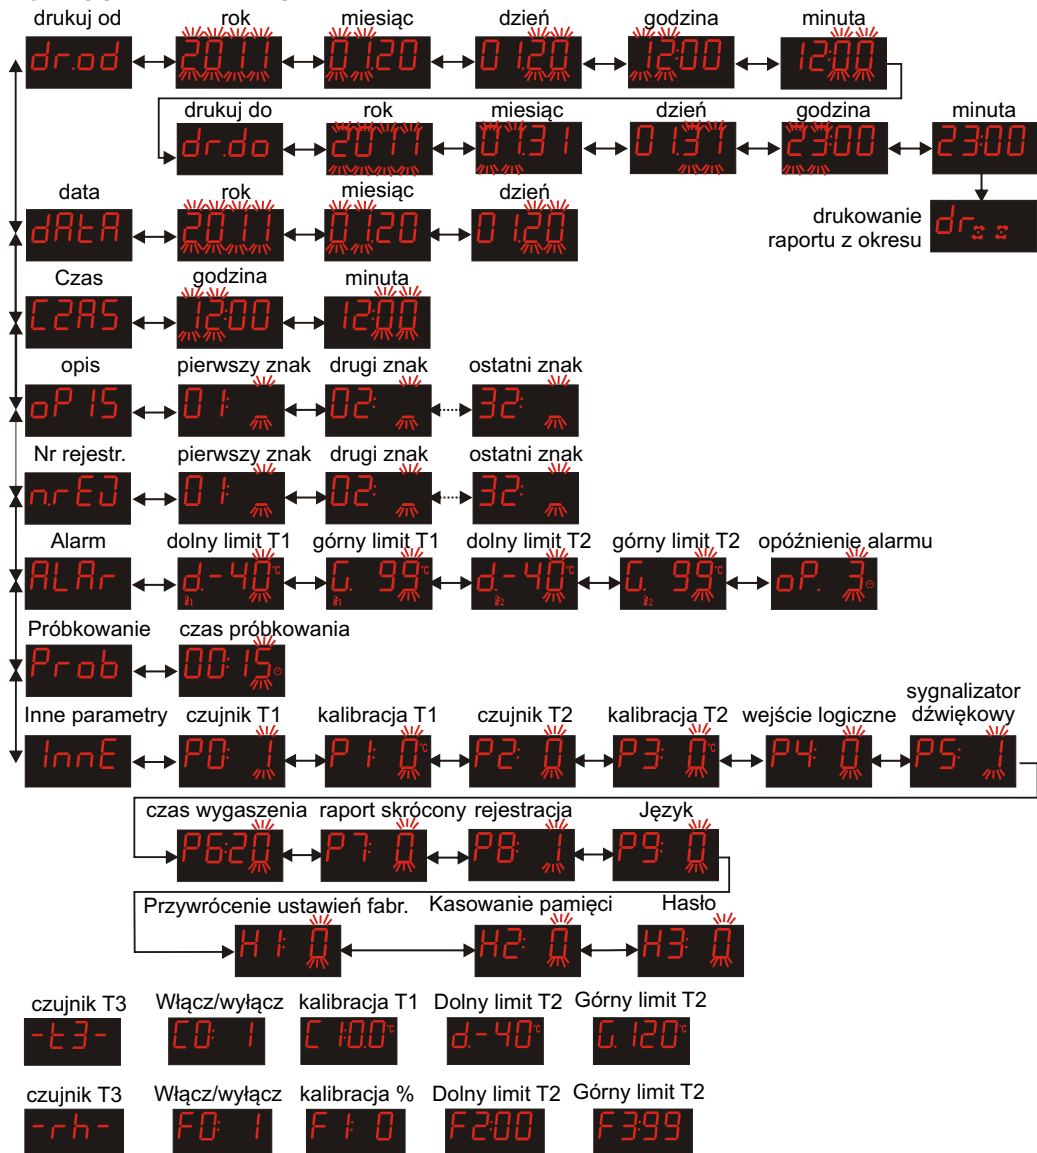 drukuj od rok miesiąc dzień godzina minuta
dr.od 2011 01.20 01.20 12:00 12:00
drukuj do rok miesiąc dzień godzina minuta
dr.do 2011 01.31 01.31 23:00 23:00
data rok miesiąc dzień
dAtA 2011 01.20 01.20
drukowanie
raportu z okresu
dr
Czas godzina minuta
CZAS 12:00 12:00
opis pierwszy znak drugi znak ostatni znak
oPIS 01: _ 02: _ 32: _
Nr rejestr. pierwszy znak drugi znak ostatni znak
n.rEJ 01: _ 02: _ 32: _
Alarm dolny limit T1 górny limit T1 dolny limit T2 górny limit T2 opóźnienie alarmu
ALAr d.-40°C G. 99°C d.-40°C G. 99°C oP. 3
Próbkowanie czas próbkowania
Prob 00:15
Inne parametry czujnik T1 kalibracja T1 czujnik T2 kalibracja T2 wejście logiczne sygnalizator
dźwiękowy
InnE P0: 1 P1: 0°C P2: 0 P3: 0°C P4: 0 P5: 1
czas wygaszenia raport skrócony rejestracja Język
P6:20 P7: 0 P8: 1 P9: 0
Przywrócenie ustawień fabr. Kasowanie pamięci Hasło
H1: 0 H2: 0 H3: 0
czujnik T3 Włącz/wyłącz kalibracja T1 Dolny limit T2 Górny limit T2
-t3- C0: 1 C1:0.0°C d.-40°C G.120°C
czujnik T3 Włącz/wyłącz kalibracja % Dolny limit T2 Górny limit T2
-rh- F0: 1 F1: 0 F2:00 F3:99